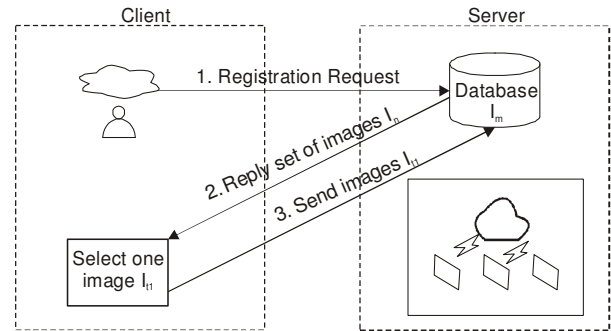 Client
Server
1. Registration Request
Database
Im
2. Reply set of images In
3. Send images It1
Select one
image It1